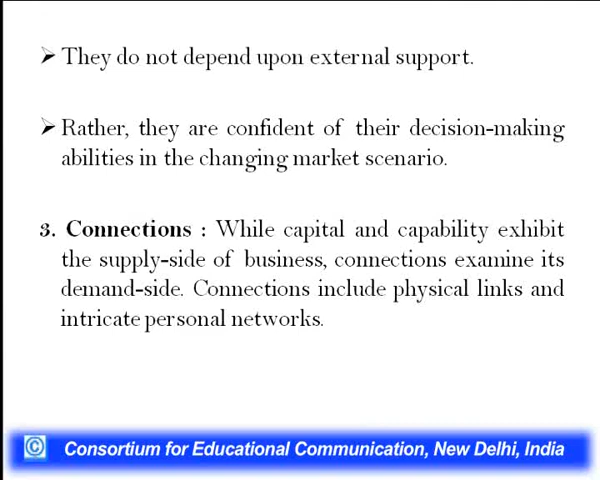 ➢ They do not depend upon external support.
➢ Rather, they are confident of their decision-making
abilities in the changing market scenario.
3. Connections : While capital and capability exhibit
the supply-side of business, connections examine its
demand-side. Connections include physical links and
intricate personal networks.
© Consortium for Educational Communication, New Delhi, India